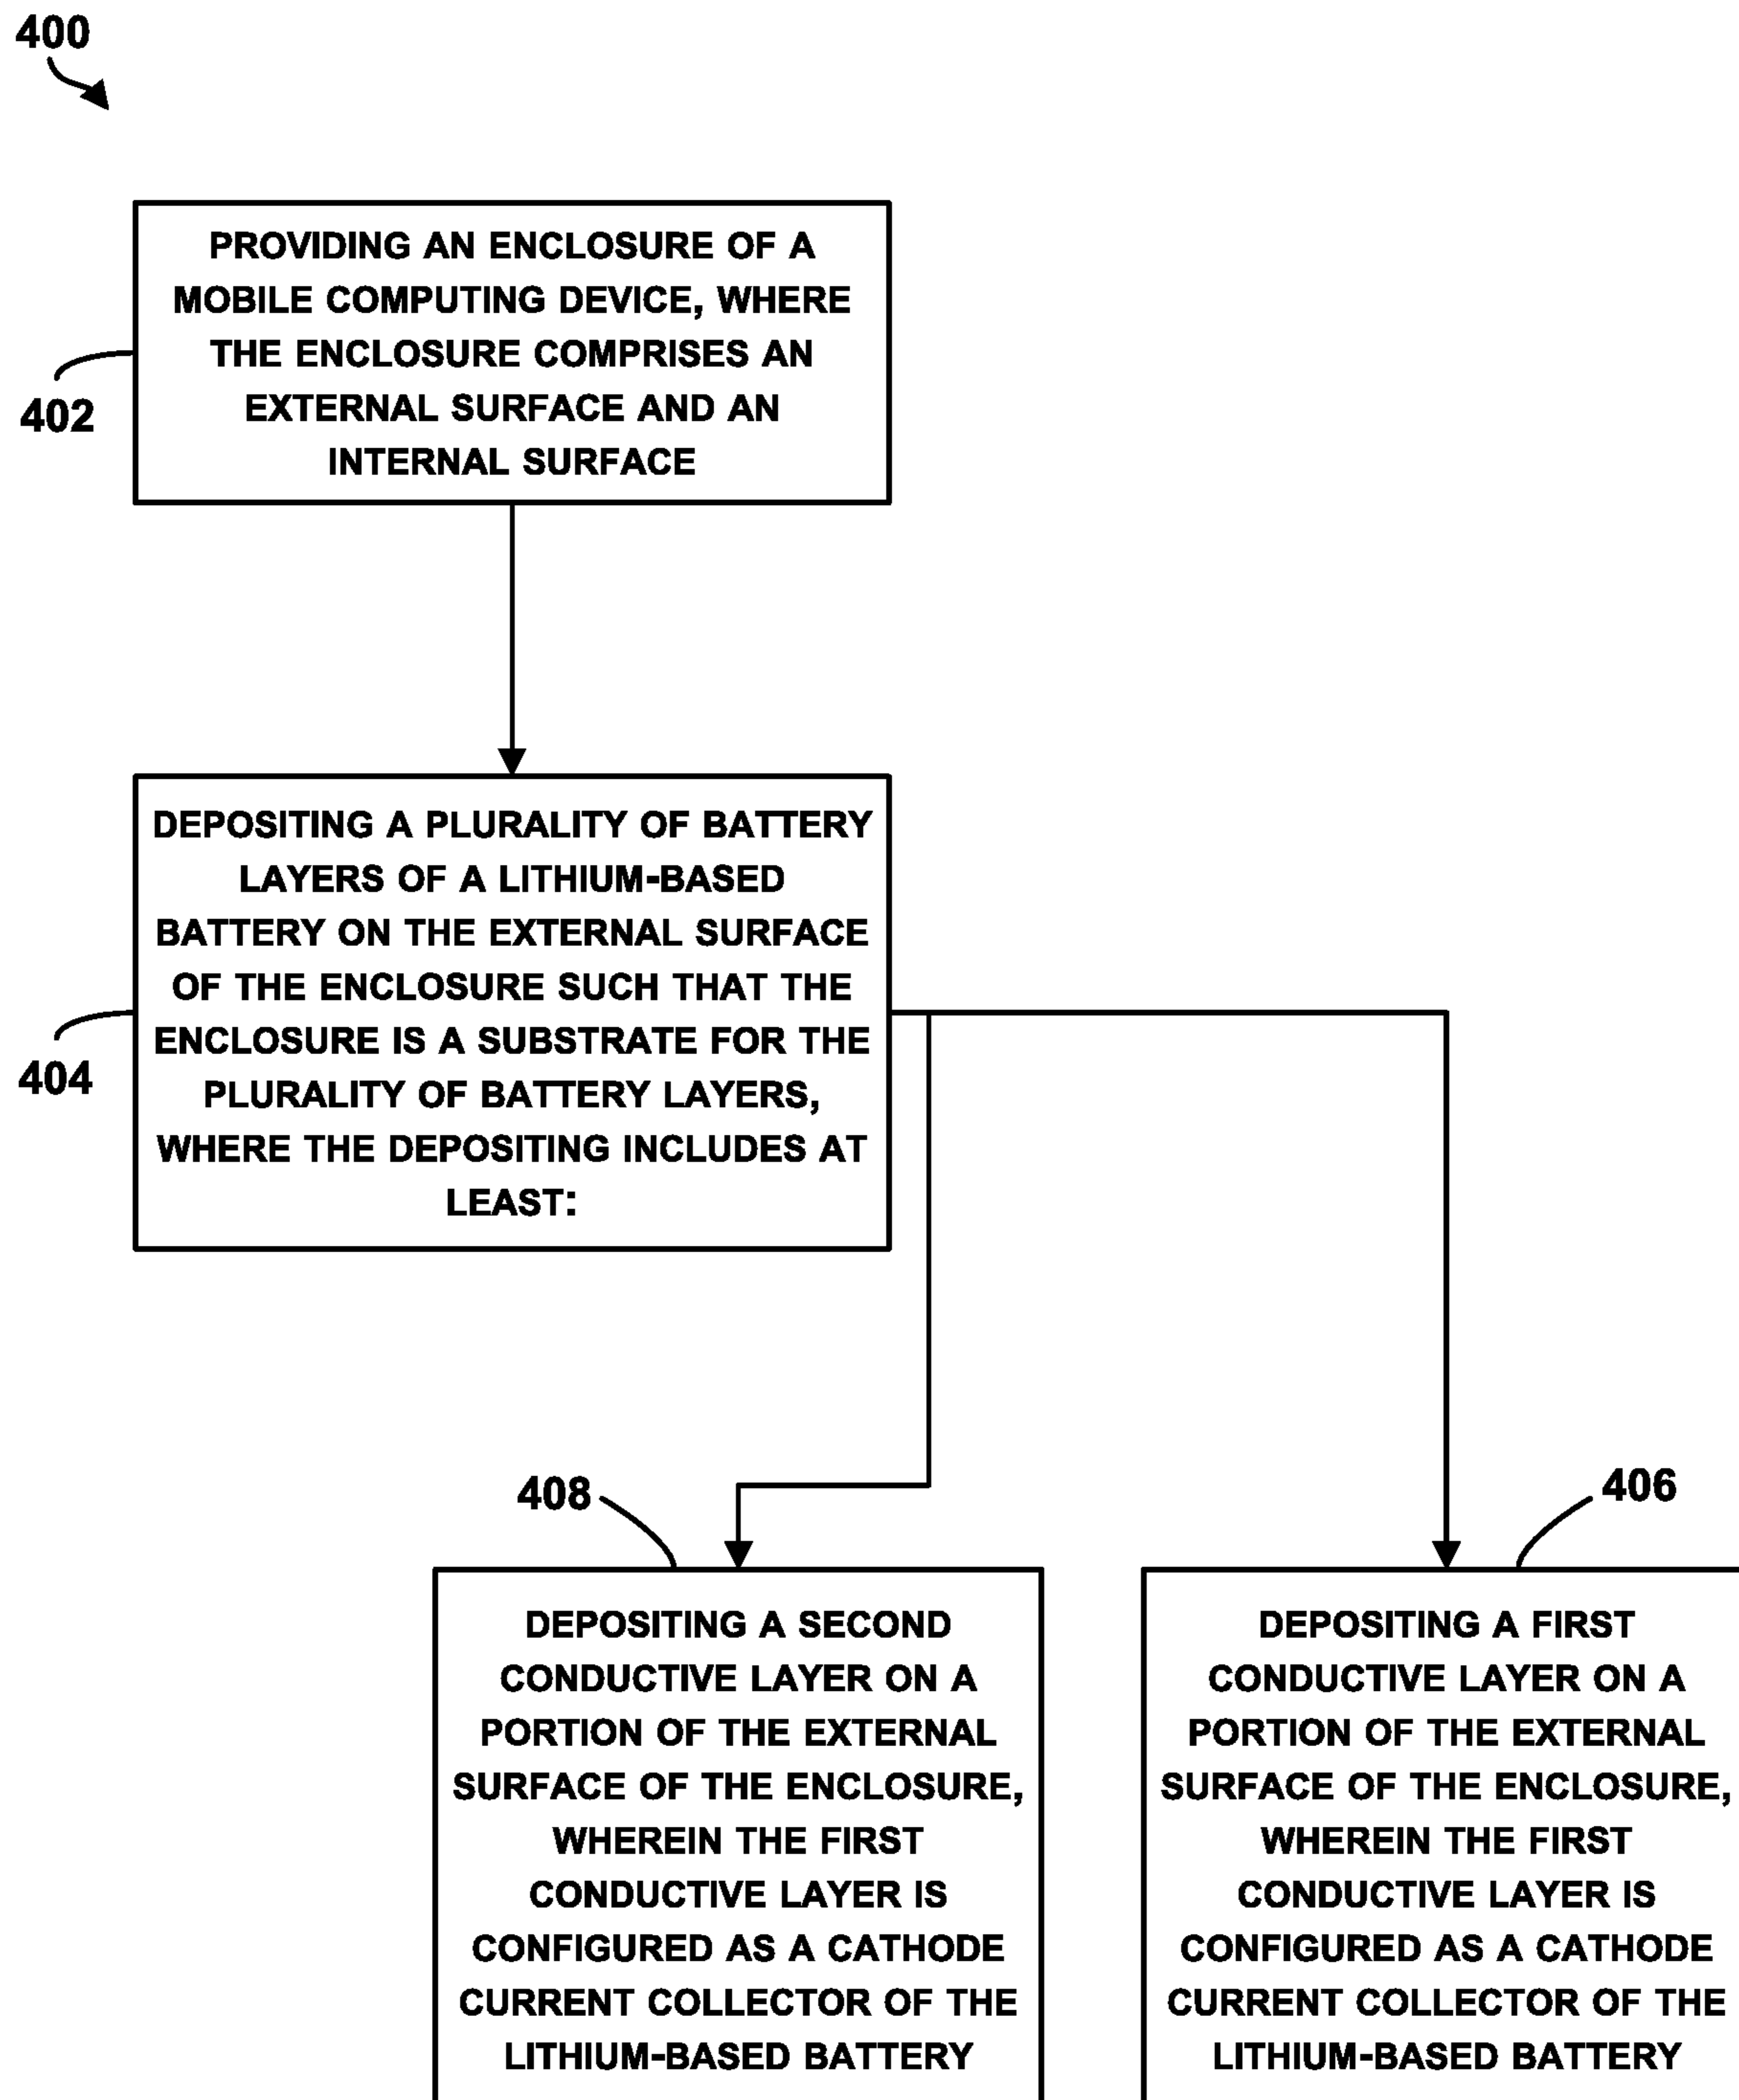 400
PROVIDING AN ENCLOSURE OF A
MOBILE COMPUTING DEVICE, WHERE
THE ENCLOSURE COMPRISES AN
EXTERNAL SURFACE AND AN
INTERNAL SURFACE
402
DEPOSITING A PLURALITY OF BATTERY
LAYERS OF A LITHIUM-BASED
BATTERY ON THE EXTERNAL SURFACE
OF THE ENCLOSURE SUCH THAT THE
ENCLOSURE IS A SUBSTRATE FOR THE
PLURALITY OF BATTERY LAYERS,
WHERE THE DEPOSITING INCLUDES AT
LEAST:
404
408
DEPOSITING A SECOND
CONDUCTIVE LAYER ON A
PORTION OF THE EXTERNAL
SURFACE OF THE ENCLOSURE,
WHEREIN THE FIRST
CONDUCTIVE LAYER IS
CONFIGURED AS A CATHODE
CURRENT COLLECTOR OF THE
LITHIUM-BASED BATTERY
406
DEPOSITING A FIRST
CONDUCTIVE LAYER ON A
PORTION OF THE EXTERNAL
SURFACE OF THE ENCLOSURE,
WHEREIN THE FIRST
CONDUCTIVE LAYER IS
CONFIGURED AS A CATHODE
CURRENT COLLECTOR OF THE
LITHIUM-BASED BATTERY